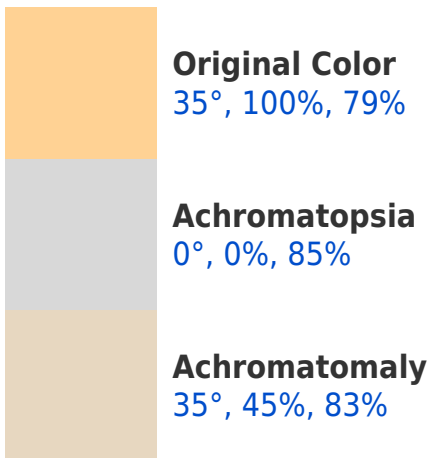 Original Color
35°, 100%, 79%
Achromatopsia
0°, 0%, 85%
Achromatomaly
35°, 45%, 83%